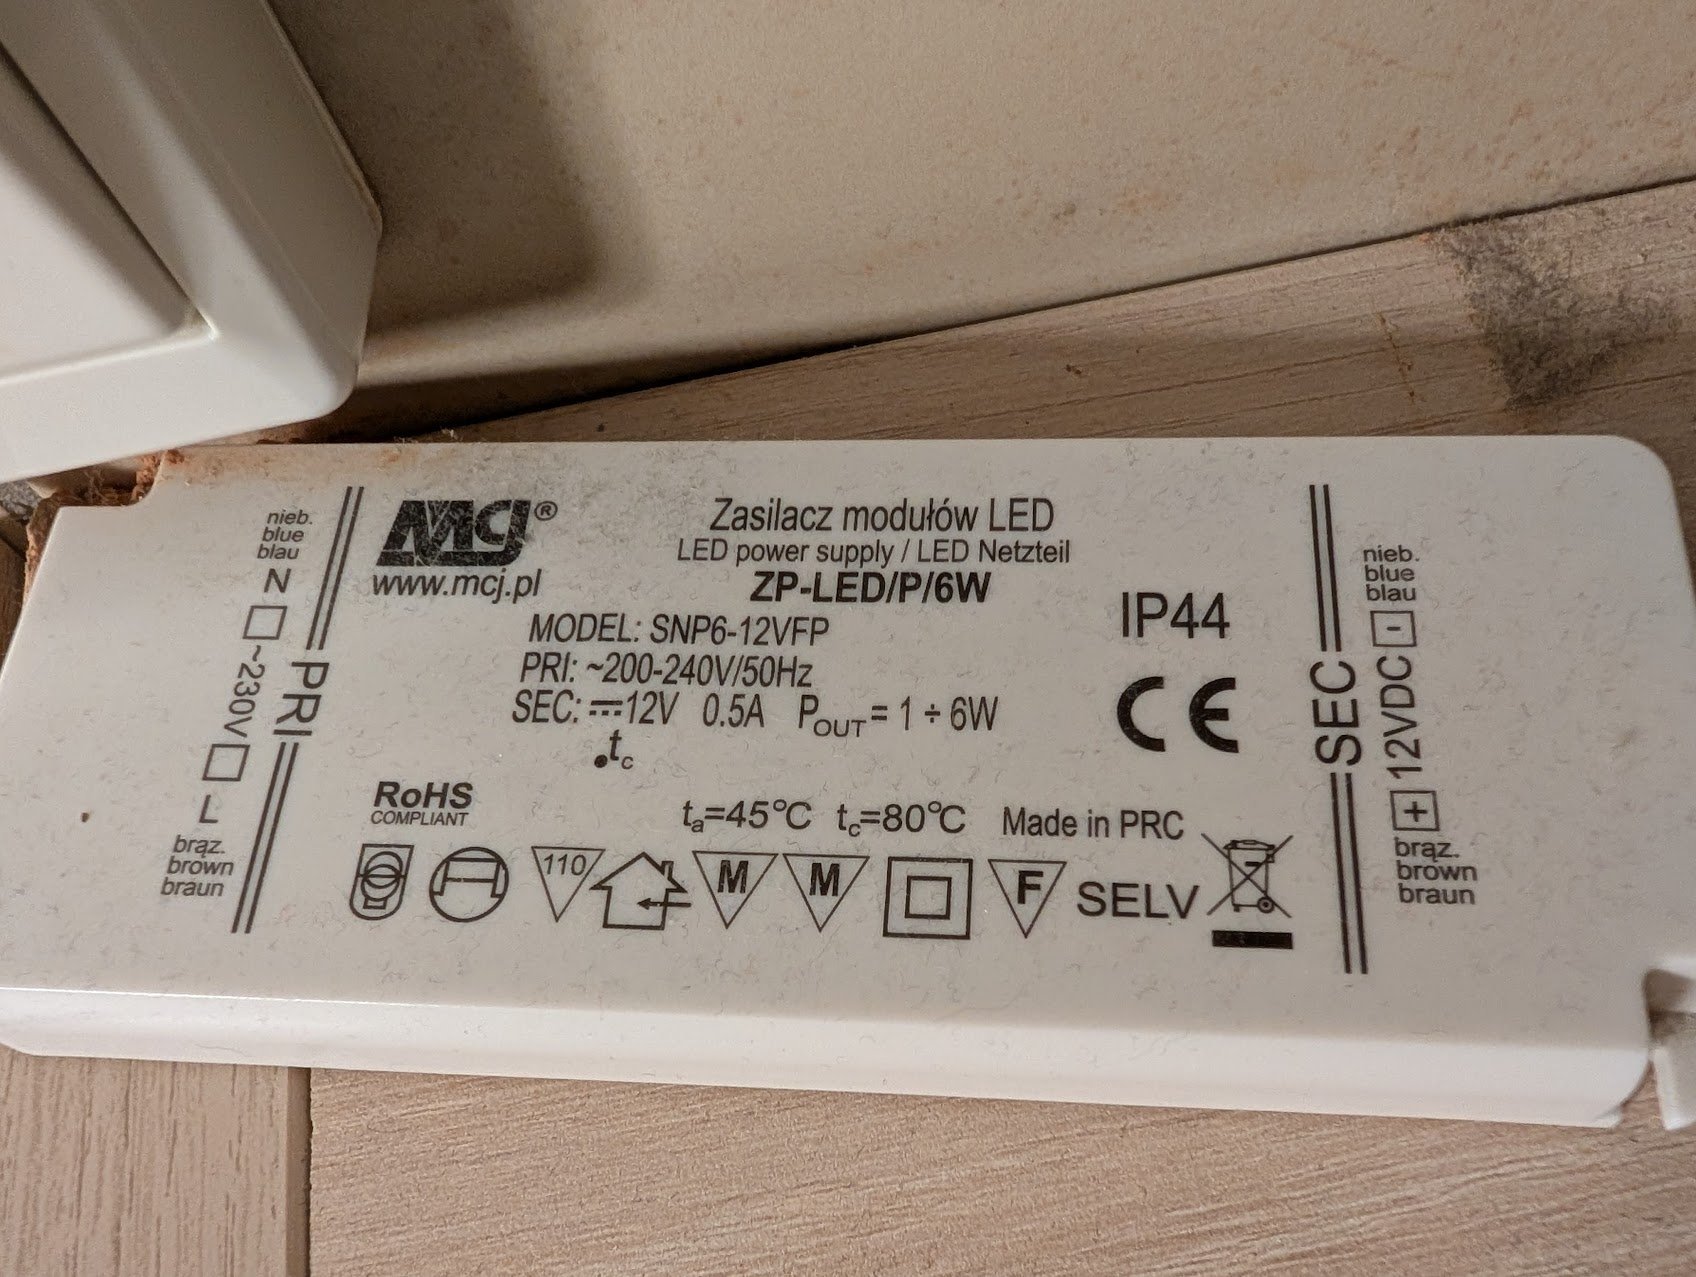 nieb.
blue
blau
N
~230V
L
brąz.
brown
braun
PRI
MCJ®
www.mcj.pl
Zasilacz modułów LED
LED power supply / LED Netzteil
ZP-LED/P/6W
MODEL: SNP6-12VFP
PRI: ~200-240V/50Hz
SEC: ⎓12V 0.5A POUT= 1 ÷ 6W
•tc
IP44
CE
RoHS
COMPLIANT
ta=45°C tc=80°C Made in PRC
110 M M F SELV
SEC
nieb.
blue
blau
-
12VDC
+
brąz.
brown
braun